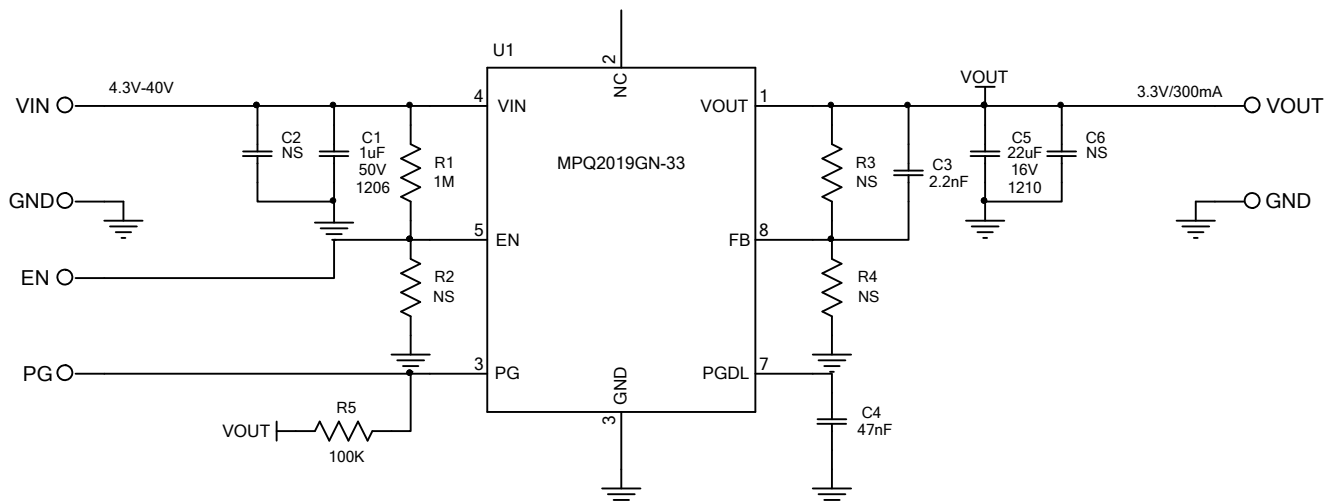 U1
2
NC
VIN
4.3V-40V
4
VIN
VOUT
1
VOUT
3.3V/300mA
VOUT
C2
NS
C1
1uF
50V
1206
R1
1M
MPQ2019GN-33
R3
NS
C3
2.2nF
C5
22uF
16V
1210
C6
NS
GND
GND
5
EN
FB
8
EN
R2
NS
R4
NS
PG
3
PG
PGDL
7
GND
3
VOUT
R5
100K
C4
47nF